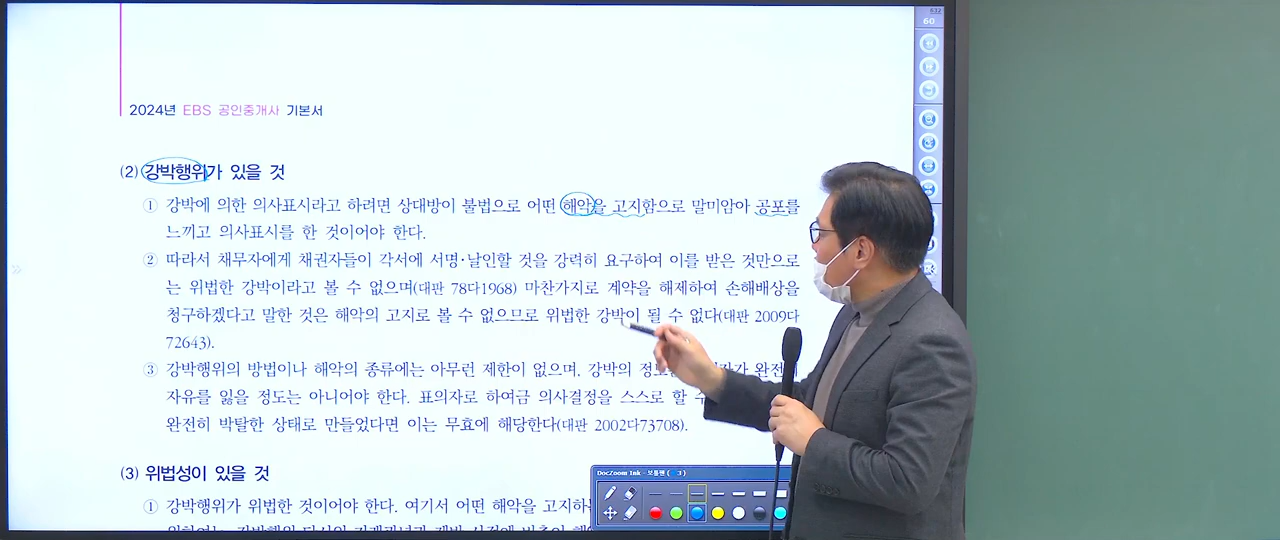 632
60
2024년 EBS 공인중개사 기본서
(2) 강박행위가 있을 것
① 강박에 의한 의사표시라고 하려면 상대방이 불법으로 어떤 해악을 고지함으로 말미암아 공포를
느끼고 의사표시를 한 것이어야 한다.
② 따라서 채무자에게 채권자들이 각서에 서명·날인할 것을 강력히 요구하여 이를 받은 것만으로
는 위법한 강박이라고 볼 수 없으며(대판 78다1968) 마찬가지로 계약을 해제하여 손해배상을
청구하겠다고 말한 것은 해악의 고지로 볼 수 없으므로 위법한 강박이 될 수 없다(대판 2009다
72643).
③ 강박행위의 방법이나 해악의 종류에는 아무런 제한이 없으며. 강박의 완전
자유를 잃을 정도는 아니어야 한다. 표의자로 하여금 의사결정을 스스로 할
완전히 박탈한 상태로 만들었다면 이는 무효에 해당한다(대판 2002다73708).
(3) 위법성이 있을 것
① 강박행위가 위법한 것이어야 한다. 여기서 어떤 해악을
DocZoom Ink - 보통펜